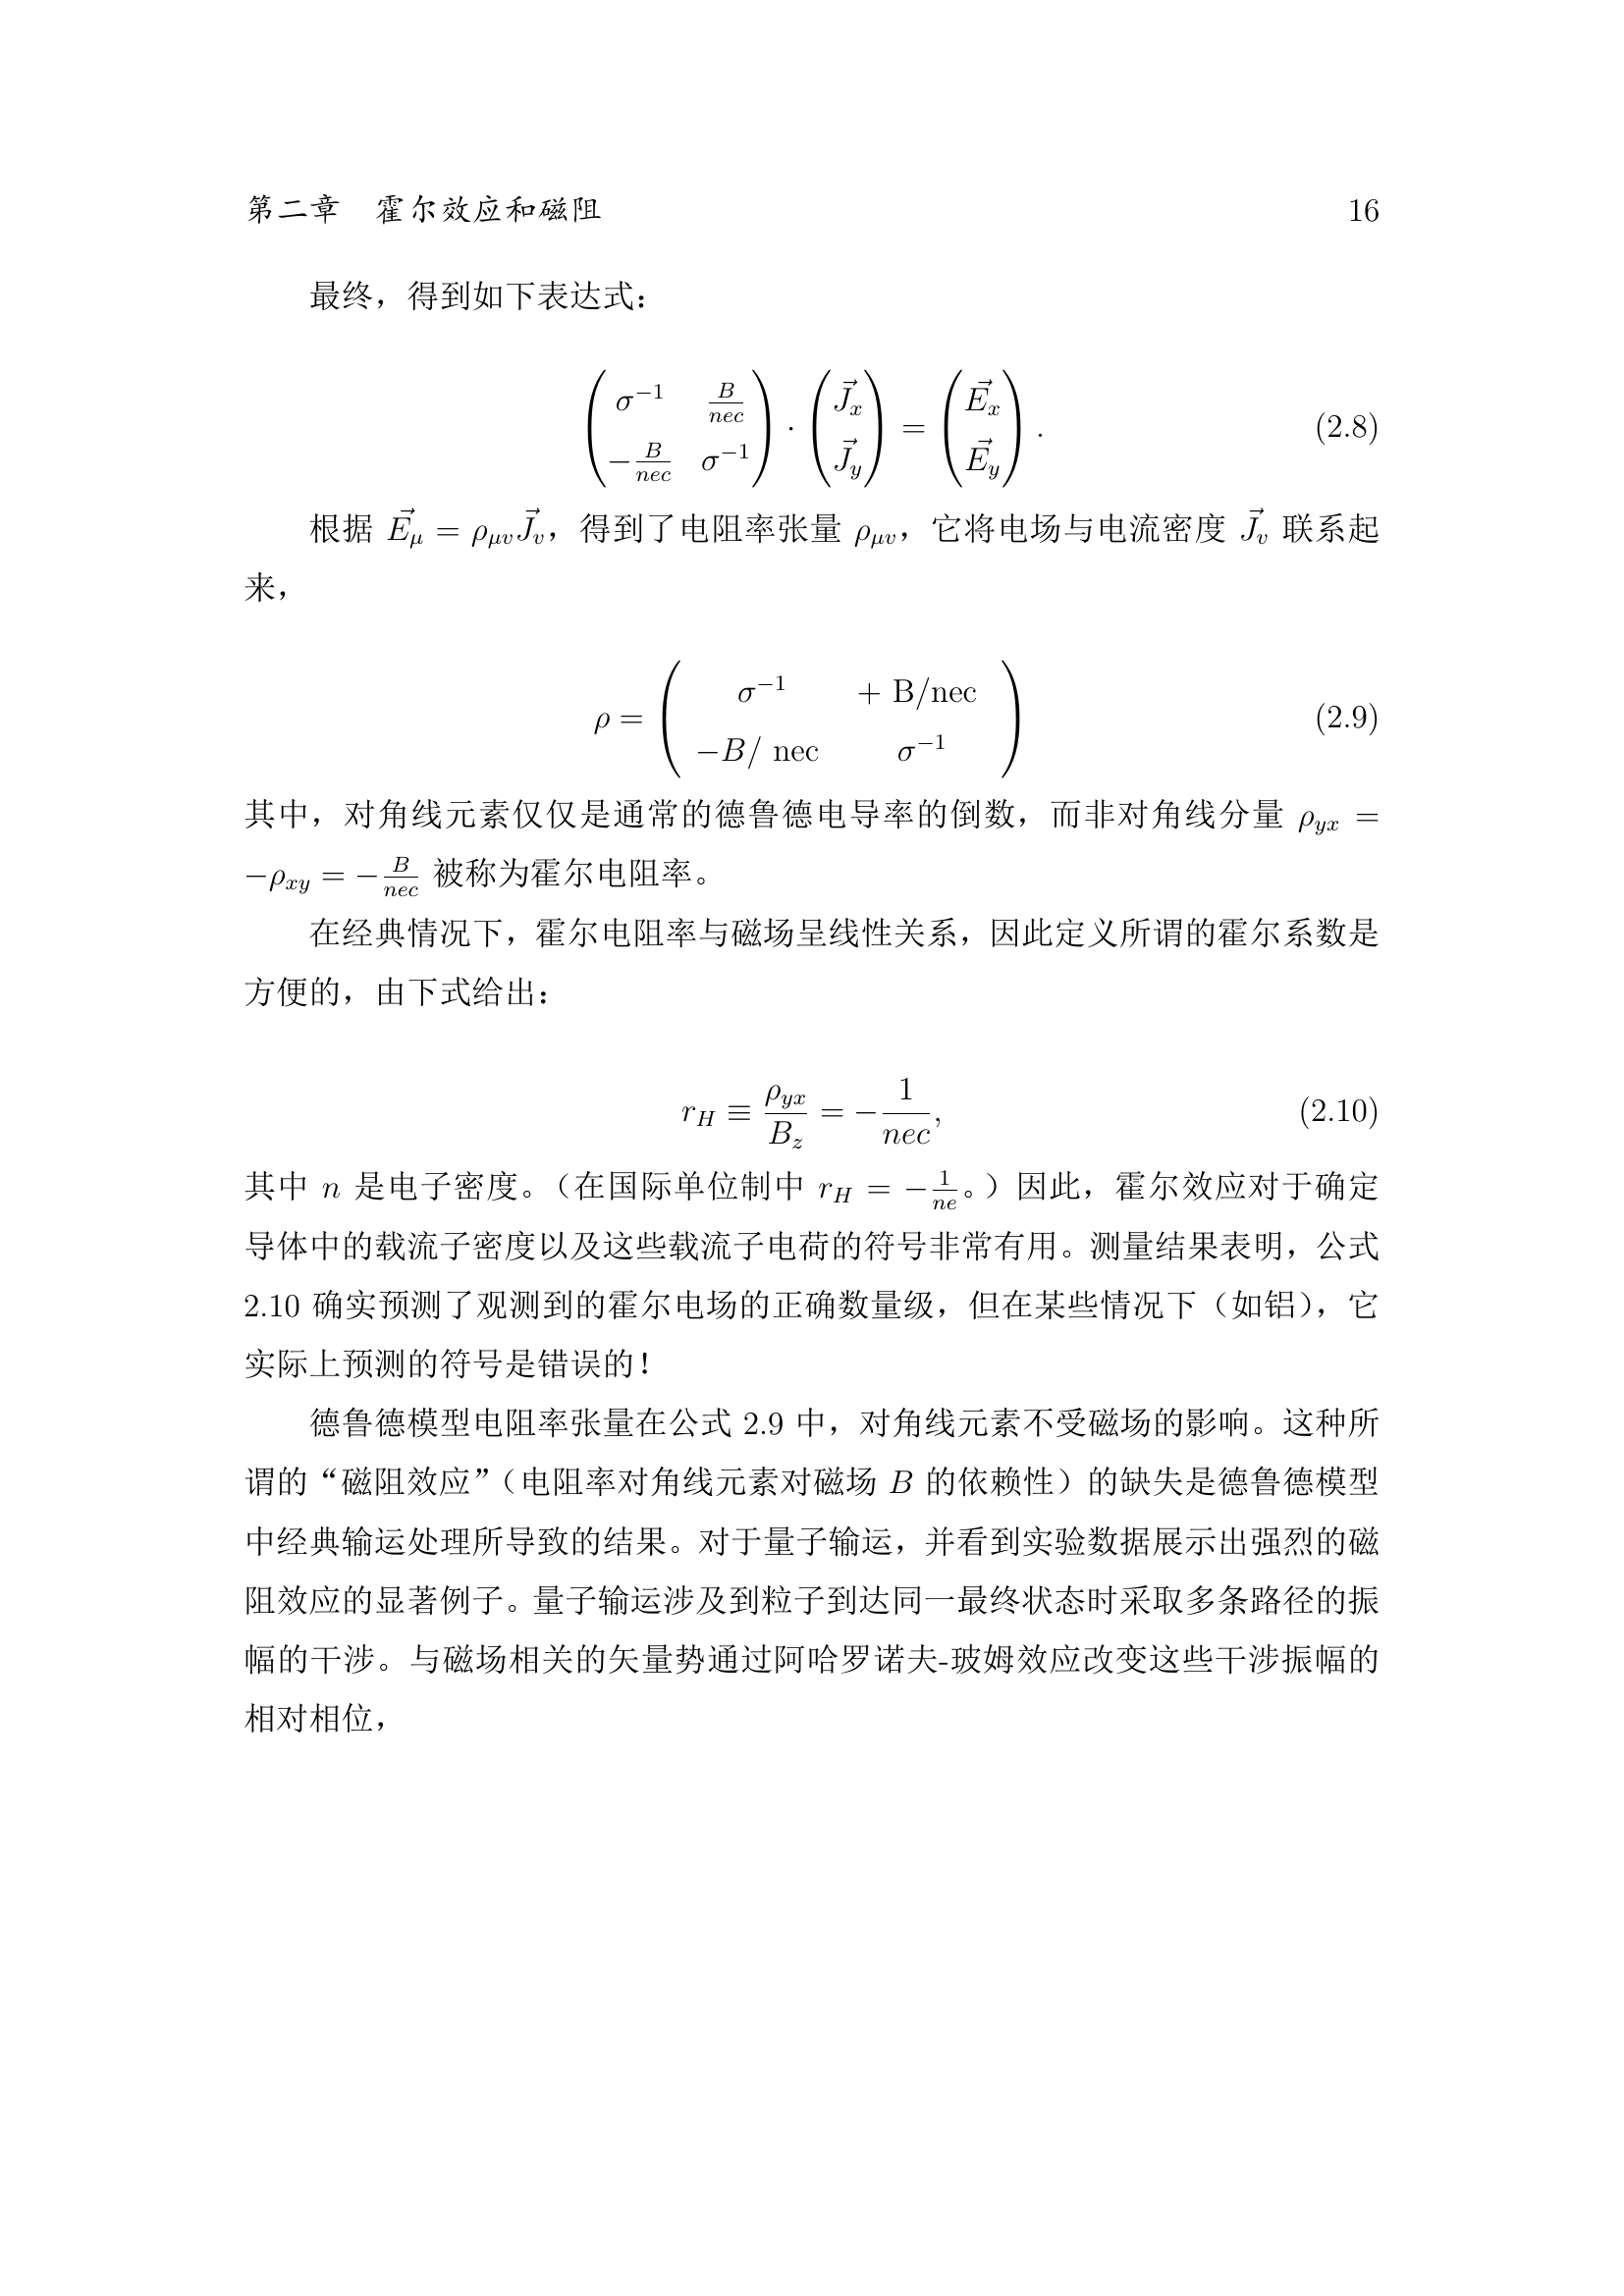 第二章　霍尔效应和磁阻 16
最终，得到如下表达式：
$$\begin{pmatrix} \sigma^{-1} & \frac{B}{nec} \\ -\frac{B}{nec} & \sigma^{-1} \end{pmatrix} \cdot \begin{pmatrix} \vec{J}_x \\ \vec{J}_y \end{pmatrix} = \begin{pmatrix} \vec{E}_x \\ \vec{E}_y \end{pmatrix}. \quad (2.8)$$
根据 $\vec{E}_\mu = \rho_{\mu v}\vec{J}_v$，得到了电阻率张量 $\rho_{\mu v}$，它将电场与电流密度 $\vec{J}_v$ 联系起
来，
$$\rho = \begin{pmatrix} \sigma^{-1} & +\text{ B/nec} \\ -B/\text{ nec} & \sigma^{-1} \end{pmatrix} \quad (2.9)$$
其中，对角线元素仅仅是通常的德鲁德电导率的倒数，而非对角线分量 $\rho_{yx} =$
$-\rho_{xy} = -\frac{B}{nec}$ 被称为霍尔电阻率。
在经典情况下，霍尔电阻率与磁场呈线性关系，因此定义所谓的霍尔系数是
方便的，由下式给出：
$$r_H \equiv \frac{\rho_{yx}}{B_z} = -\frac{1}{nec}, \quad (2.10)$$
其中 $n$ 是电子密度。（在国际单位制中 $r_H = -\frac{1}{ne}$。）因此，霍尔效应对于确定
导体中的载流子密度以及这些载流子电荷的符号非常有用。测量结果表明，公式
2.10 确实预测了观测到的霍尔电场的正确数量级，但在某些情况下（如铝），它
实际上预测的符号是错误的！
德鲁德模型电阻率张量在公式 2.9 中，对角线元素不受磁场的影响。这种所
谓的“磁阻效应”（电阻率对角线元素对磁场 $B$ 的依赖性）的缺失是德鲁德模型
中经典输运处理所导致的结果。对于量子输运，并看到实验数据展示出强烈的磁
阻效应的显著例子。量子输运涉及到粒子到达同一最终状态时采取多条路径的振
幅的干涉。与磁场相关的矢量势通过阿哈罗诺夫-玻姆效应改变这些干涉振幅的
相对相位，